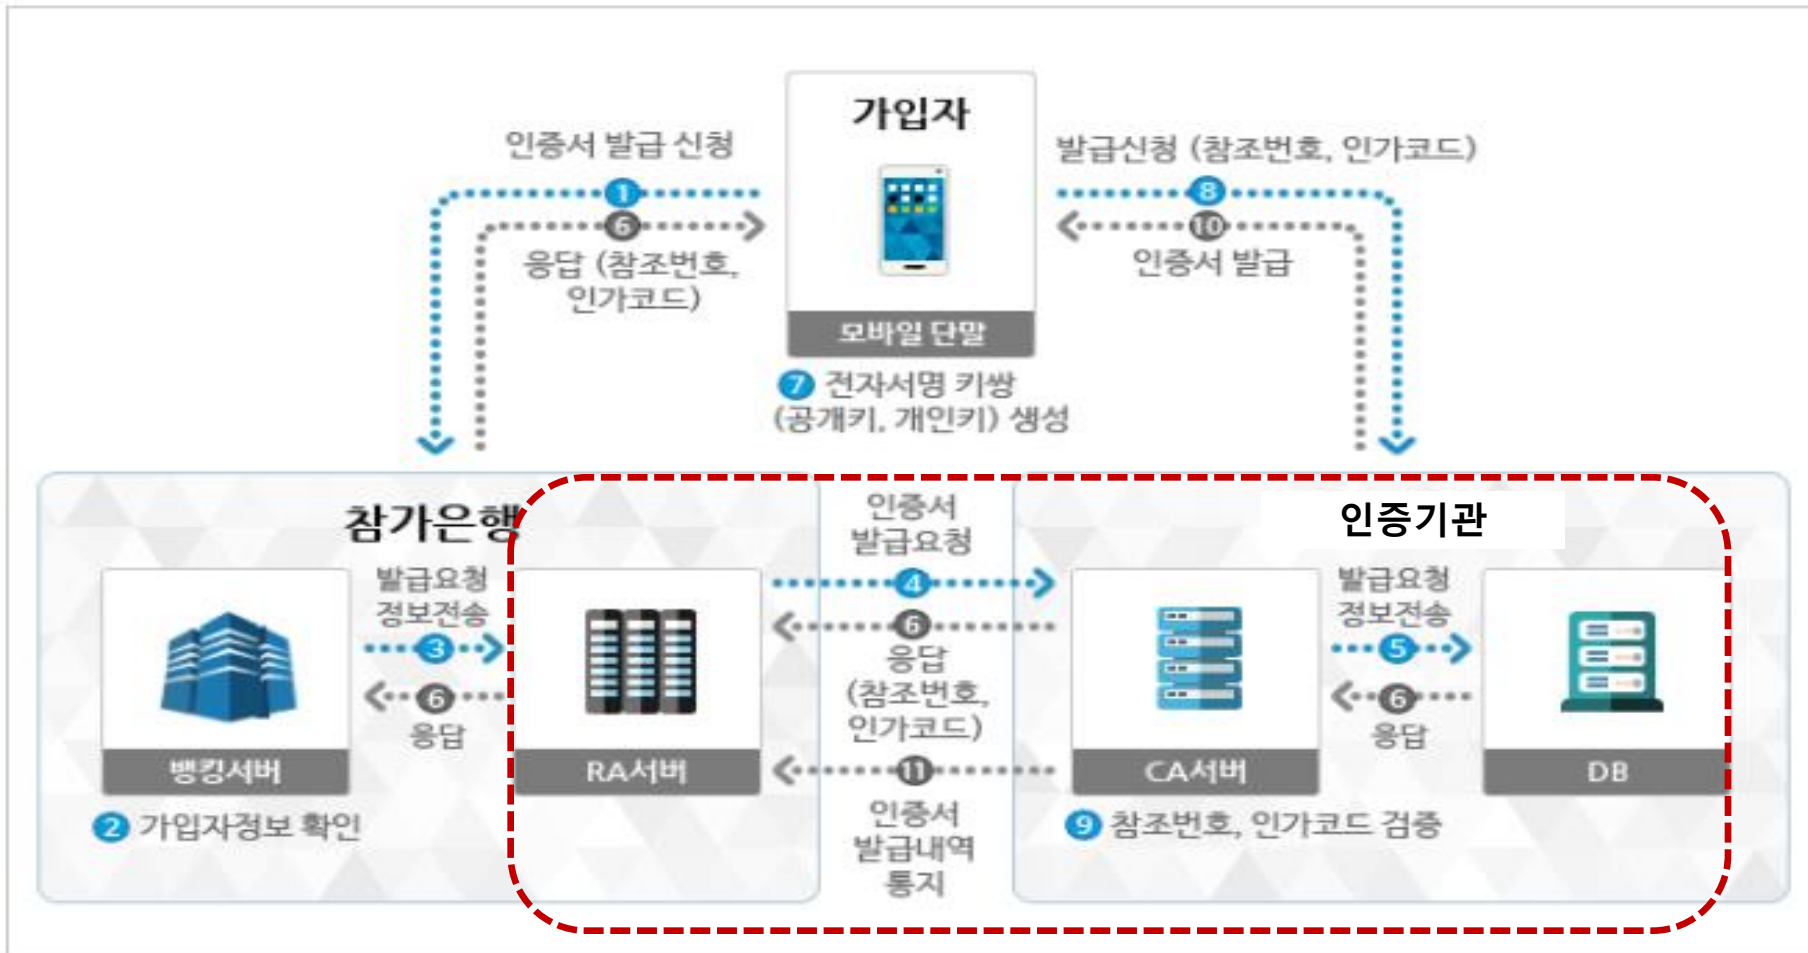 가입자
모바일 단말
인증서 발급 신청
1
6
응답 (참조번호,
인가코드)
발급신청 (참조번호, 인가코드)
8
10
인증서 발급
7 전자서명 키쌍
(공개키, 개인키) 생성
참가은행
뱅킹서버
2 가입자정보 확인
발급요청
정보전송
3
6
응답
RA서버
인증서
발급요청
4
6
응답
(참조번호,
인가코드)
11
인증서
발급내역
통지
인증기관
CA서버
9 참조번호, 인가코드 검증
발급요청
정보전송
5
6
응답
DB